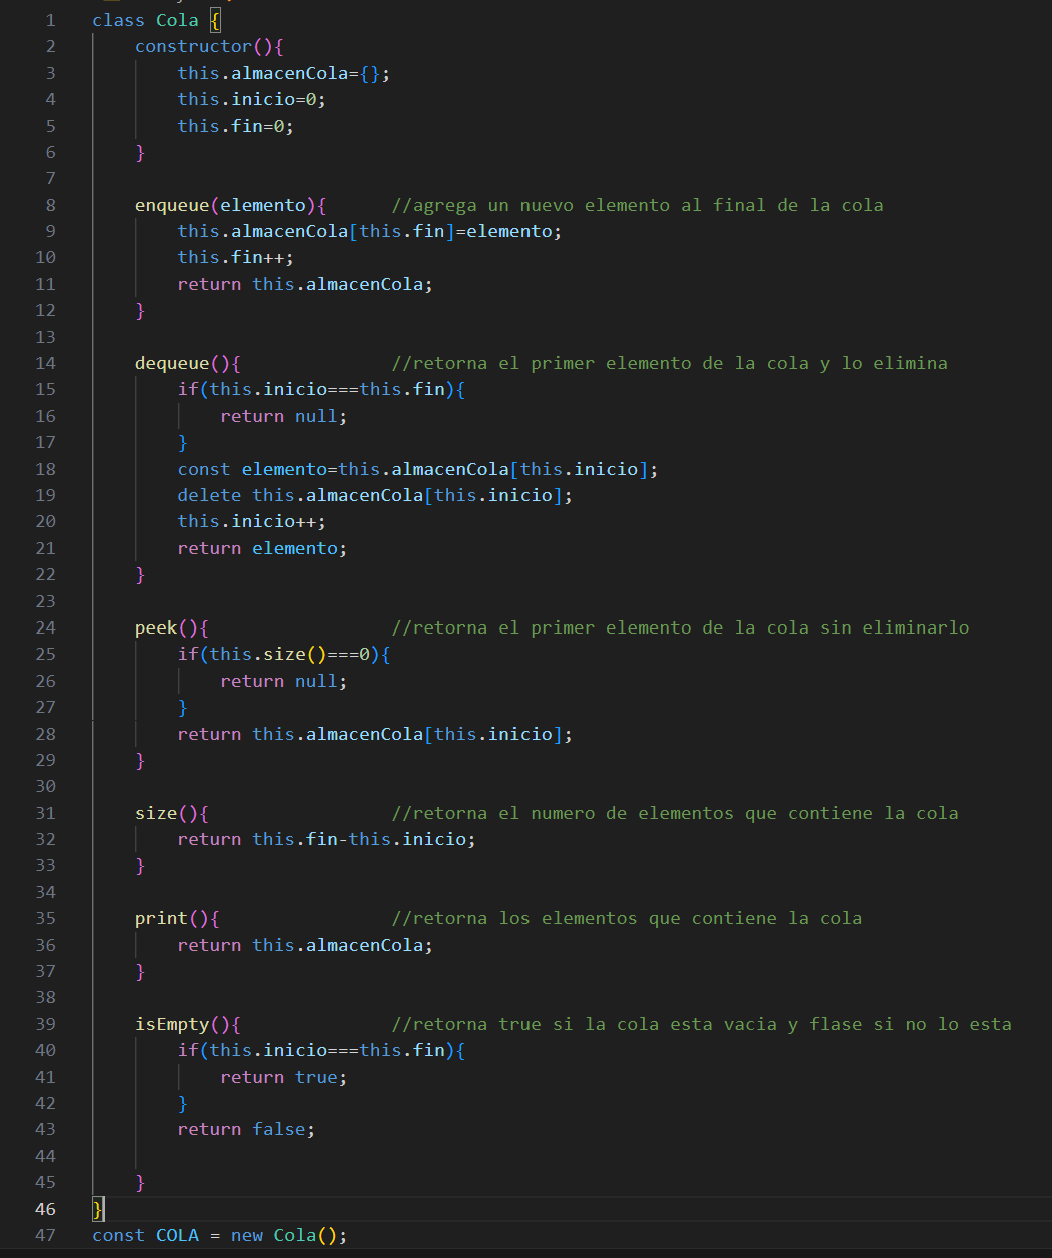 1 class Cola {
2     constructor(){
3         this.almacenCola={};
4         this.inicio=0;
5         this.fin=0;
6     }
7
8     enqueue(elemento){      //agrega un nuevo elemento al final de la cola
9         this.almacenCola[this.fin]=elemento;
10         this.fin++;
11         return this.almacenCola;
12     }
13
14     dequeue(){              //retorna el primer elemento de la cola y lo elimina
15         if(this.inicio===this.fin){
16             return null;
17         }
18         const elemento=this.almacenCola[this.inicio];
19         delete this.almacenCola[this.inicio];
20         this.inicio++;
21         return elemento;
22     }
23
24     peek(){                 //retorna el primer elemento de la cola sin eliminarlo
25         if(this.size()===0){
26             return null;
27         }
28         return this.almacenCola[this.inicio];
29     }
30
31     size(){                 //retorna el numero de elementos que contiene la cola
32         return this.fin-this.inicio;
33     }
34
35     print(){                //retorna los elementos que contiene la cola
36         return this.almacenCola;
37     }
38
39     isEmpty(){              //retorna true si la cola esta vacia y flase si no lo esta
40         if(this.inicio===this.fin){
41             return true;
42         }
43         return false;
44
45     }
46 }
47 const COLA = new Cola();